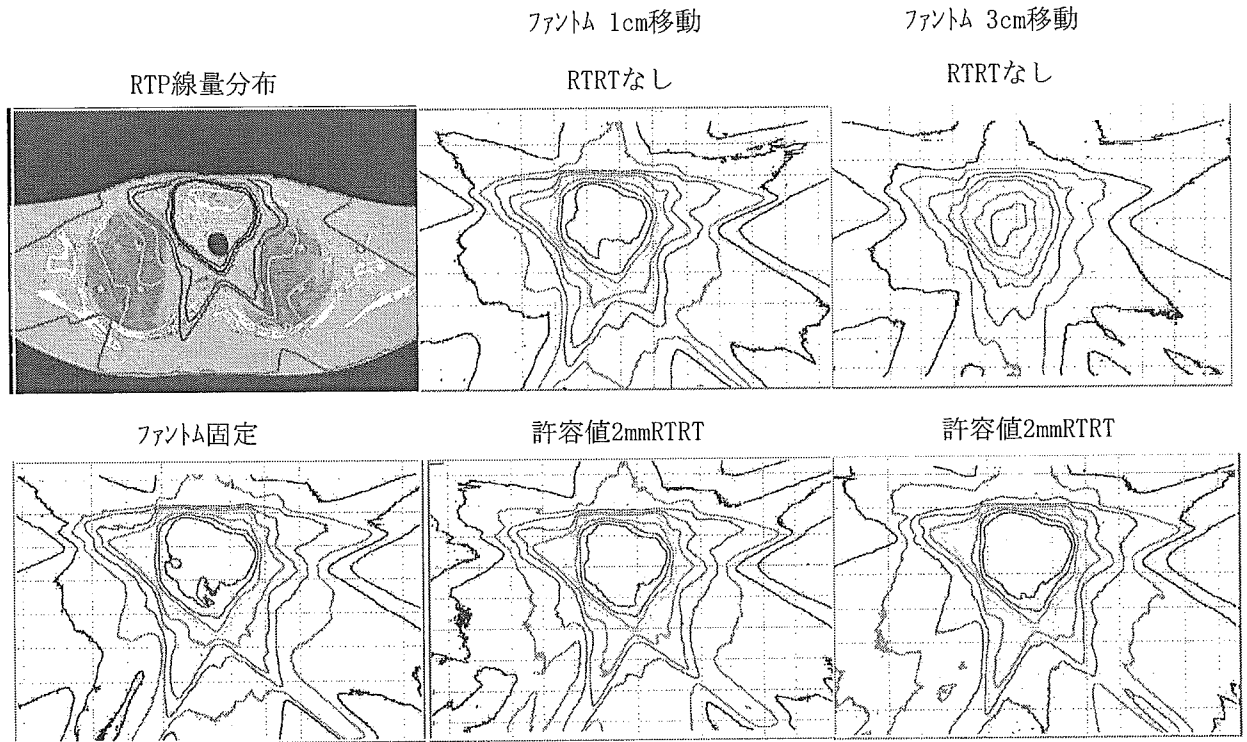 ファントム 1cm移動
ファントム 3cm移動
RTP線量分布
RTRTなし
RTRTなし
ファントム固定
許容値2mmRTRT
許容値2mmRTRT